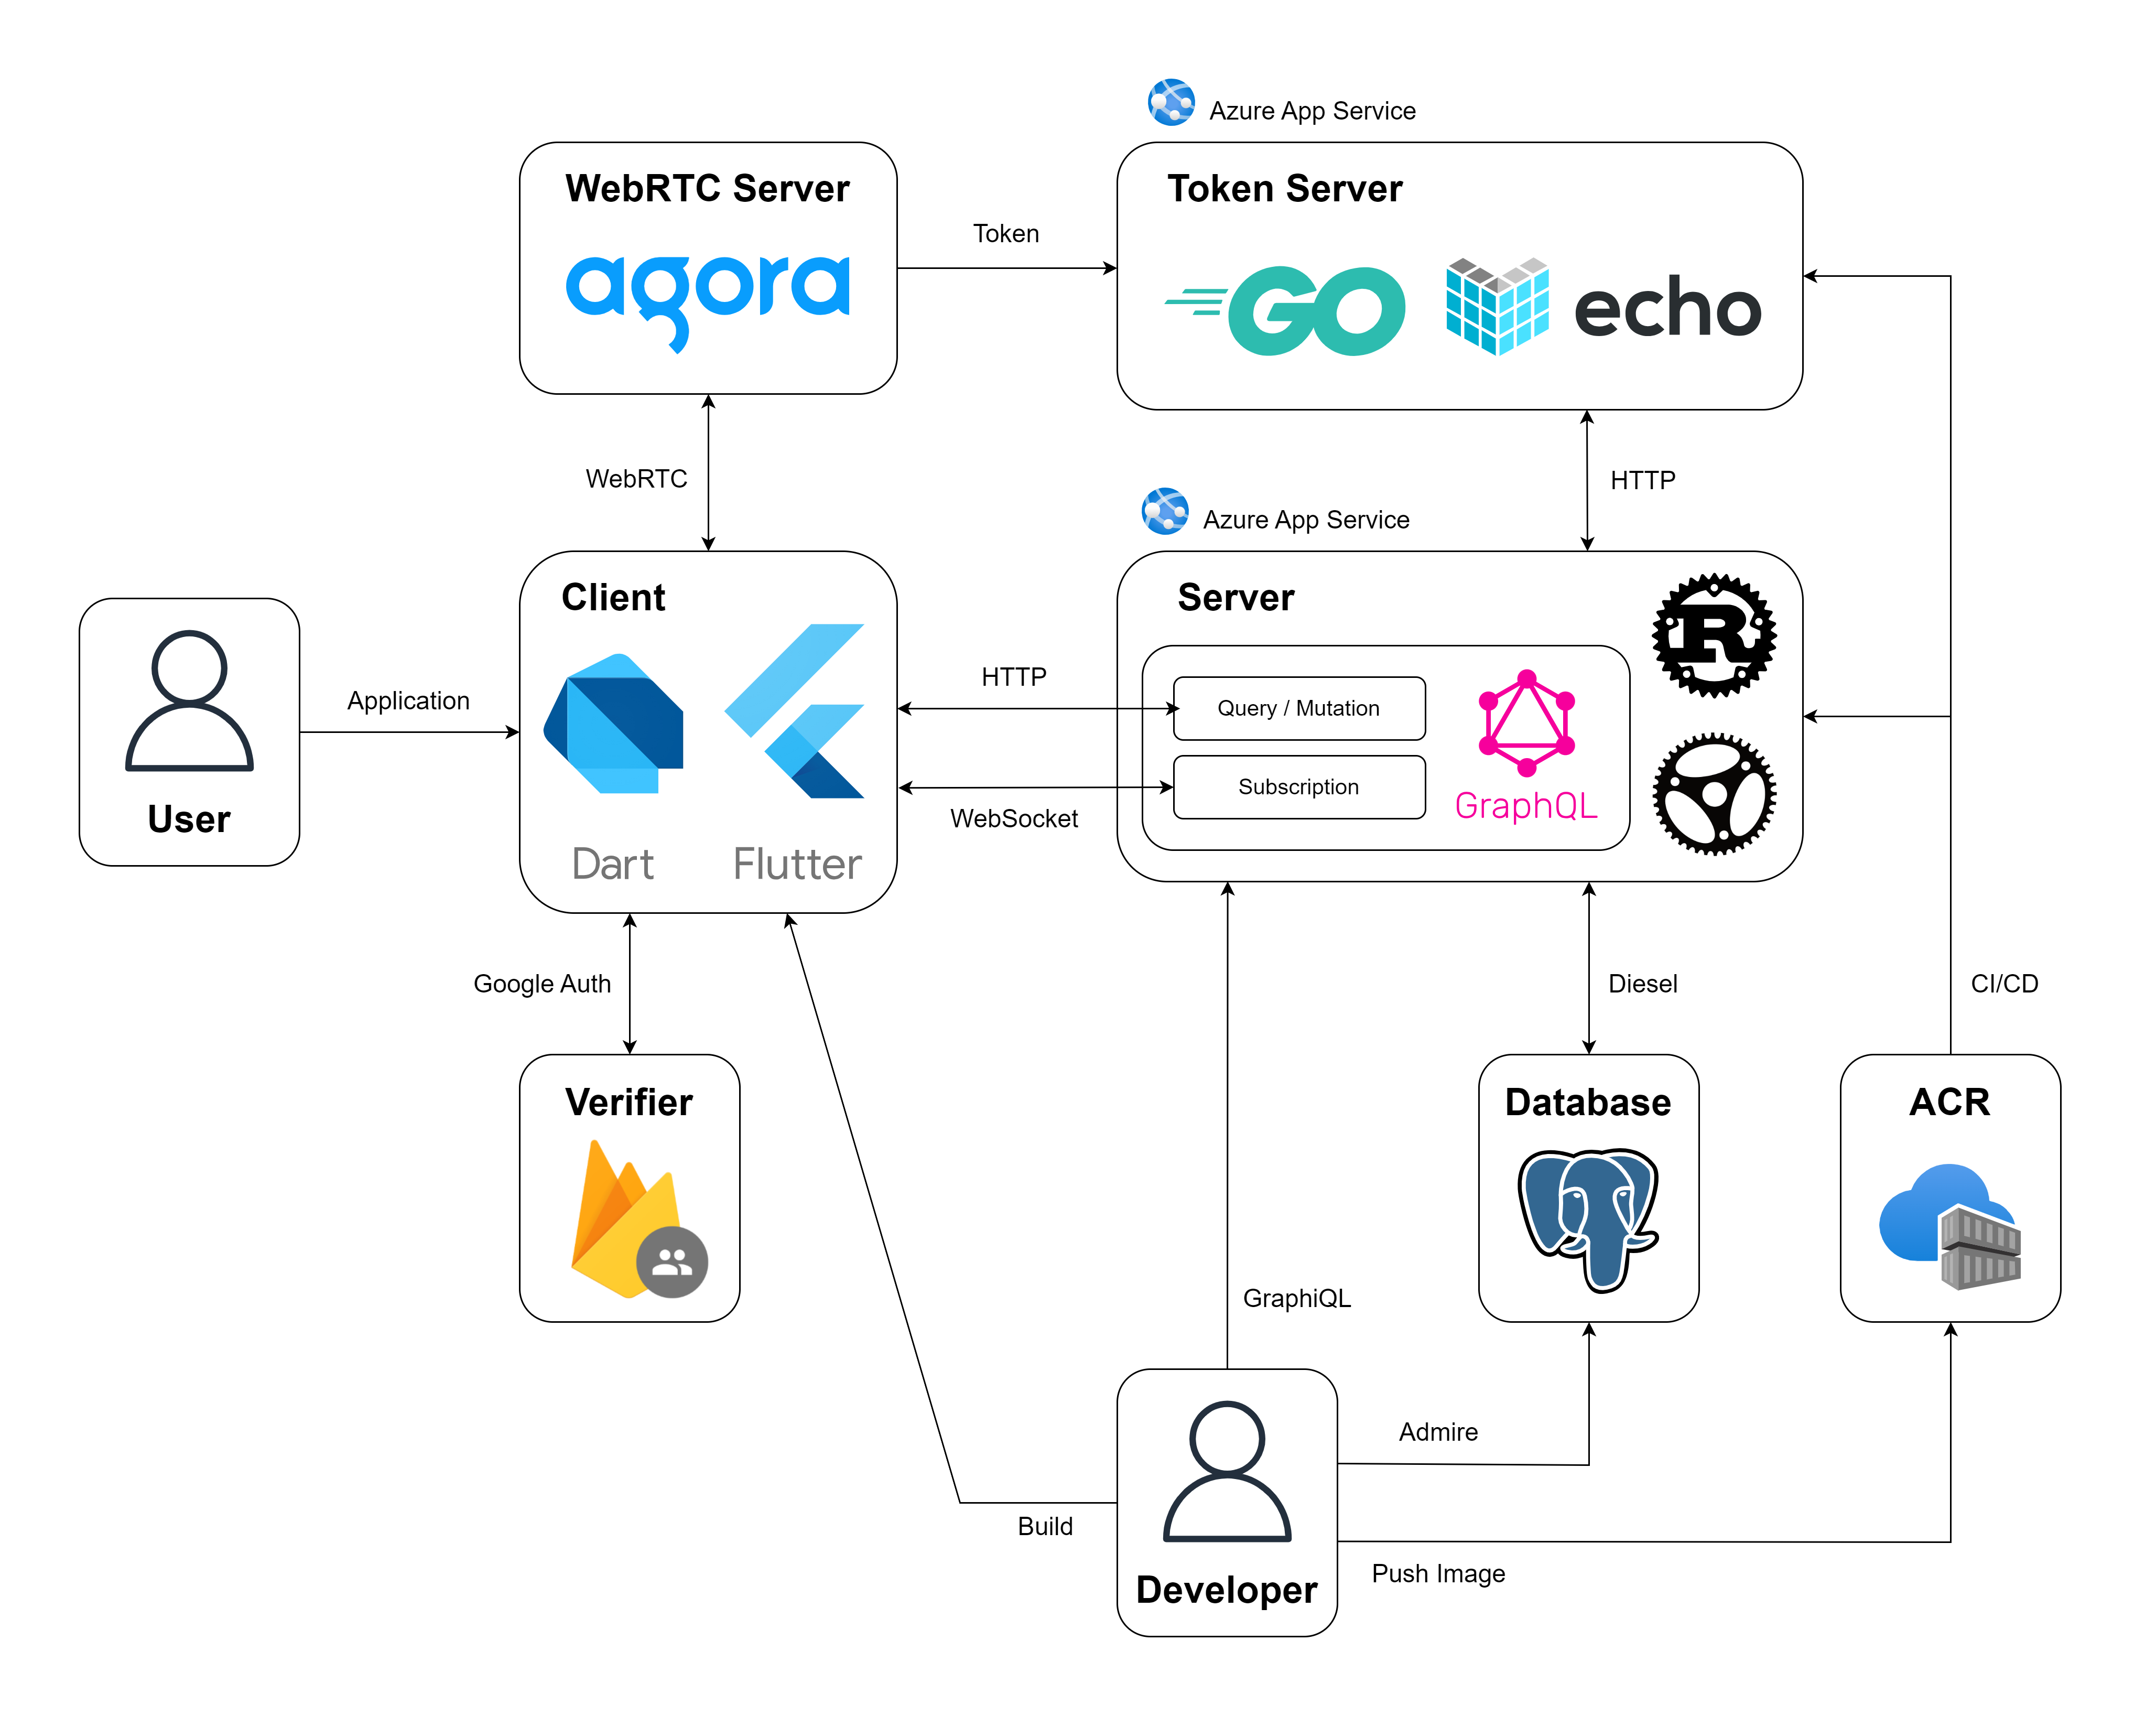 Azure App Service
WebRTC Server
agora
Token
Token Server
GO
echo
WebRTC
HTTP
Azure App Service
User
Application
Client
Dart
Flutter
HTTP
WebSocket
Server
Query / Mutation
Subscription
GraphQL
R
Google Auth
Diesel
CI/CD
Verifier
Database
ACR
GraphiQL
Admire
Build
Push Image
Developer